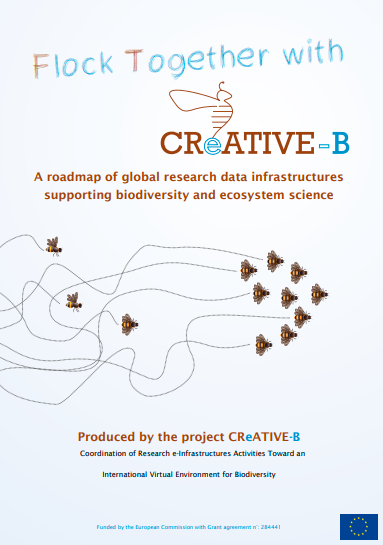 Flock Together with
CReATIVE-B
A roadmap of global research data infrastructures
supporting biodiversity and ecosystem science
Produced by the project CReATIVE-B
Coordination of Research e-Infrastructures Activities Toward an
International Virtual Environment for Biodiversity
Funded by the European Commission with Grant agreement n°: 284441